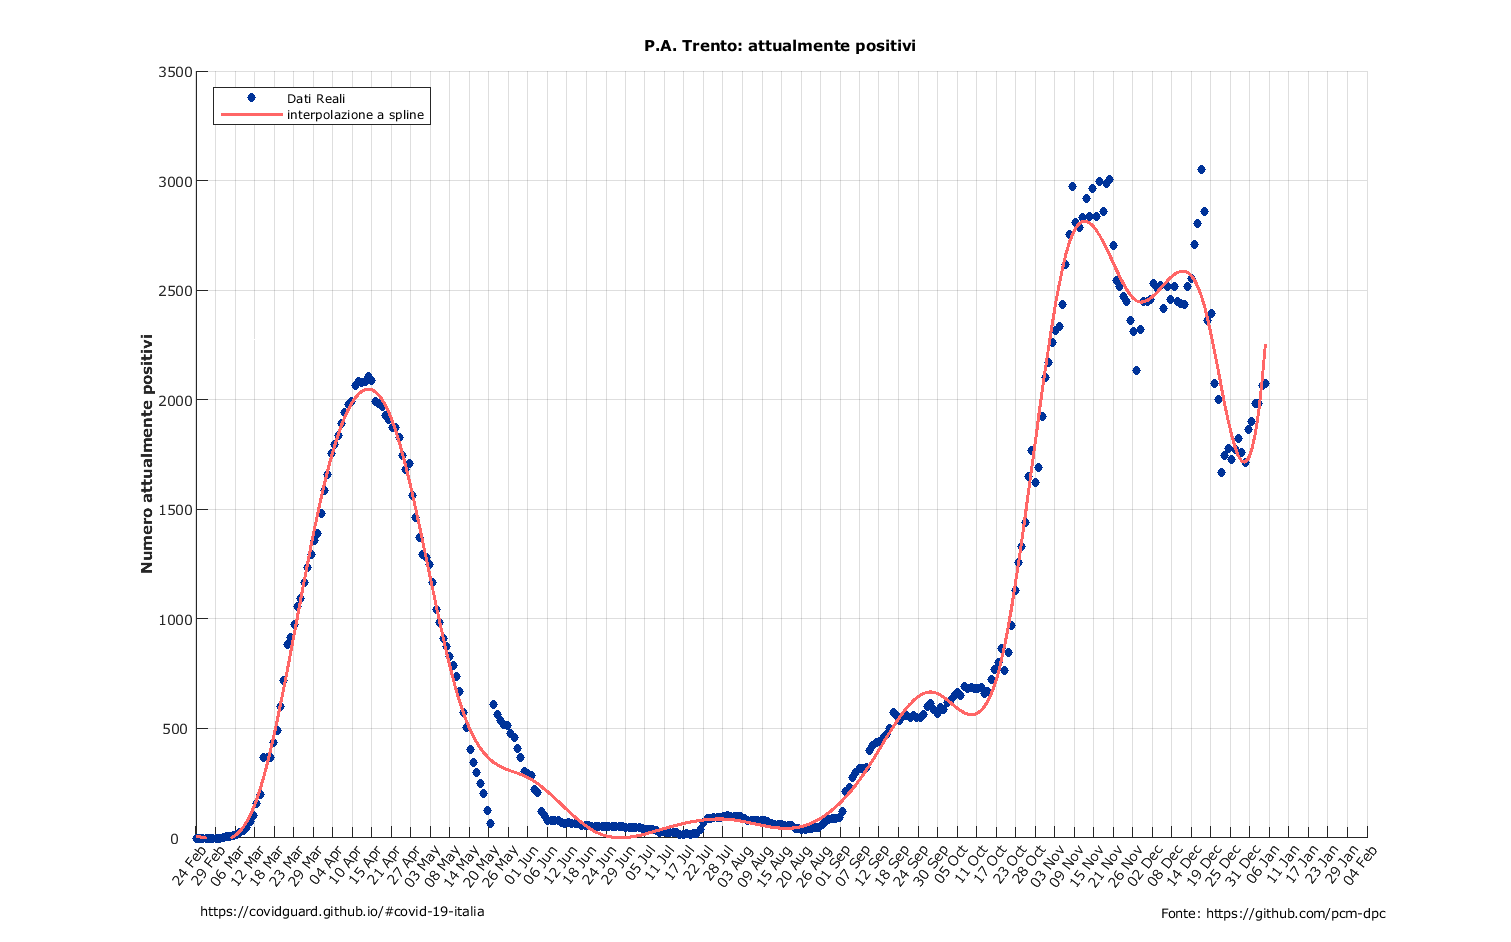 P.A. Trento: attualmente positivi
Dati Reali
interpolazione a spline
Numero attualmente positivi
3500
3000
2500
2000
1500
1000
500
0
24 Feb
29 Feb
06 Mar
12 Mar
18 Mar
23 Mar
29 Mar
04 Apr
10 Apr
15 Apr
21 Apr
27 Apr
03 May
08 May
14 May
20 May
26 May
01 Jun
06 Jun
12 Jun
18 Jun
24 Jun
29 Jun
05 Jul
11 Jul
17 Jul
22 Jul
28 Jul
03 Aug
09 Aug
15 Aug
20 Aug
26 Aug
01 Sep
07 Sep
12 Sep
18 Sep
24 Sep
30 Oct
05 Oct
11 Oct
17 Oct
23 Oct
28 Oct
03 Nov
09 Nov
15 Nov
21 Nov
26 Nov
02 Dec
08 Dec
14 Dec
19 Dec
25 Dec
31 Dec
06 Jan
11 Jan
17 Jan
23 Jan
29 Jan
04 Feb
https://covidguard.github.io/#covid-19-italia
Fonte: https://github.com/pcm-dpc